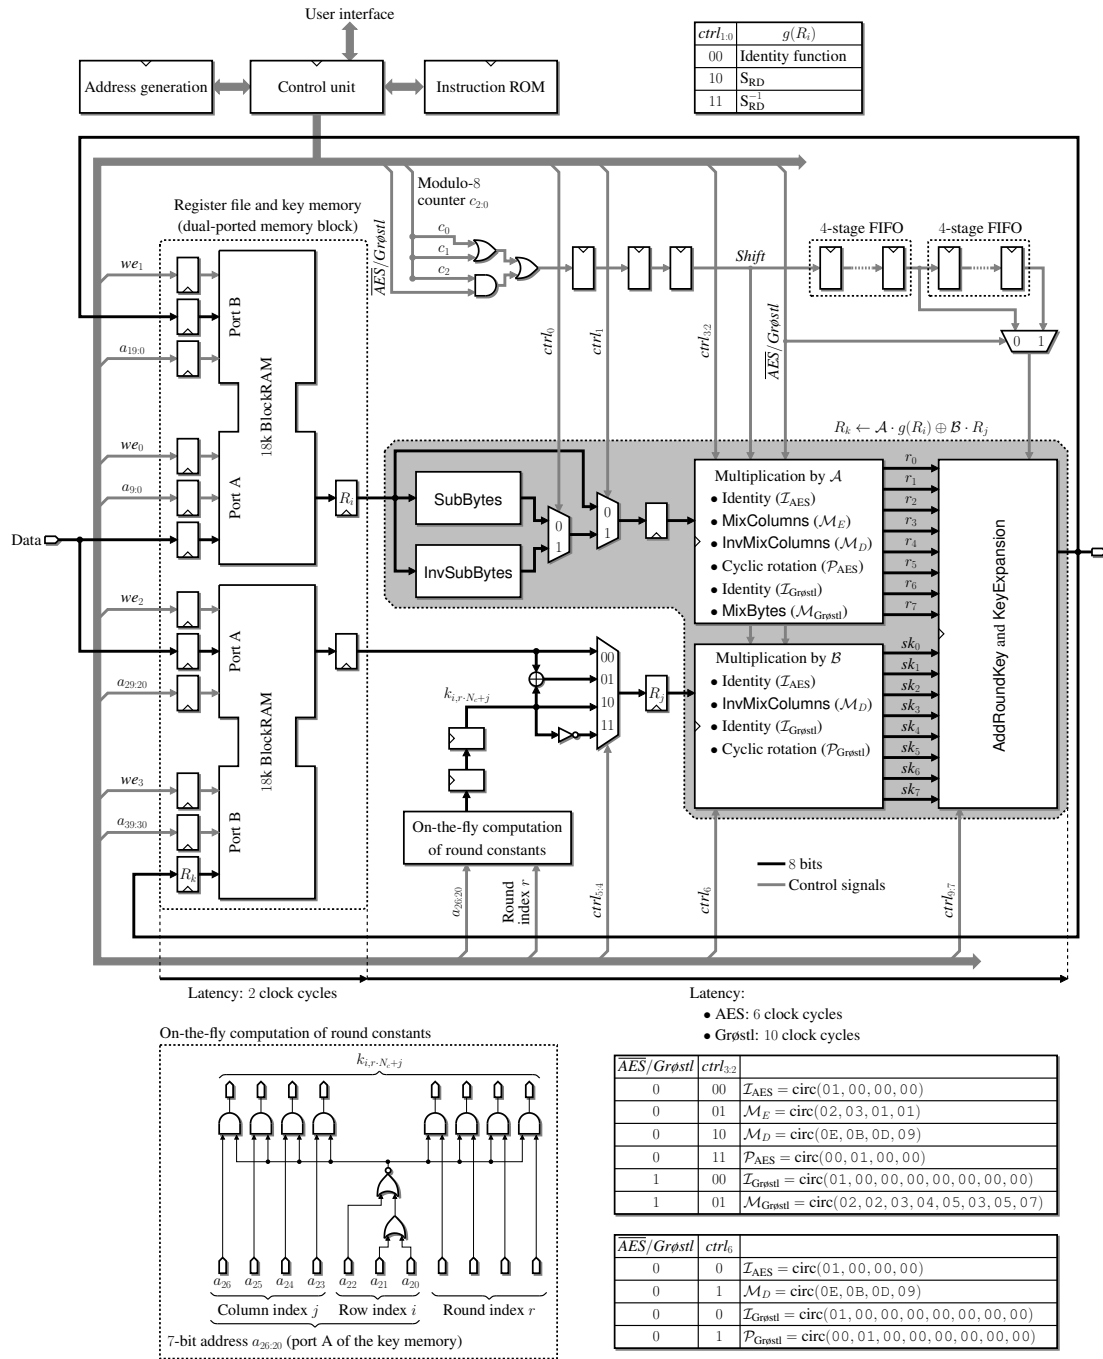 User interface
Address generation
Control unit
Instruction ROM
ctrl1:0 g(Ri)
00 Identity function
10 SRD
11 S−1RD
Modulo-8
counter c2:0
Register file and key memory
(dual-ported memory block)
c0
c1
c2
AES/Grøstl
Shift
4-stage FIFO
4-stage FIFO
0 1
ctrl0
ctrl1
ctrl3:2
AES/Grøstl
we1
a19:0
we0
a9:0
Data
Port B
18k BlockRAM
Port A
Ri
SubBytes
InvSubBytes
0
1
0
1
Rk ← A · g(Ri) ⊕ B · Rj
Multiplication by A
• Identity (IAES)
• MixColumns (ME)
• InvMixColumns (MD)
• Cyclic rotation (PAES)
• Identity (IGrøstl)
• MixBytes (MGrøstl)
r0
r1
r2
r3
r4
r5
r6
r7
AddRoundKey and KeyExpansion
we2
a29:20
we3
a39:30
Rk
Port A
18k BlockRAM
Port B
00
01
10
11
ki,r·Nc+j
Rj
Multiplication by B
• Identity (IAES)
• InvMixColumns (MD)
• Identity (IGrøstl)
• Cyclic rotation (PGrøstl)
sk0
sk1
sk2
sk3
sk4
sk5
sk6
sk7
On-the-fly computation
of round constants
a26:20
Round
index r
ctrl5:4
ctrl6
ctrl9:7
8 bits
Control signals
Latency: 2 clock cycles
Latency:
• AES: 6 clock cycles
• Grøstl: 10 clock cycles
On-the-fly computation of round constants
ki,r·Nc+j
a26 a25 a24 a23 a22 a21 a20
Column index j Row index i Round index r
7-bit address a26:20 (port A of the key memory)
AES/Grøstl ctrl3:2
0 00 IAES = circ(01, 00, 00, 00)
0 01 ME = circ(02, 03, 01, 01)
0 10 MD = circ(0E, 0B, 0D, 09)
0 11 PAES = circ(00, 01, 00, 00)
1 00 IGrøstl = circ(01, 00, 00, 00, 00, 00, 00, 00)
1 01 MGrøstl = circ(02, 02, 03, 04, 05, 03, 05, 07)
AES/Grøstl ctrl6
0 0 IAES = circ(01, 00, 00, 00)
0 1 MD = circ(0E, 0B, 0D, 09)
0 0 IGrøstl = circ(01, 00, 00, 00, 00, 00, 00, 00)
0 1 PGrøstl = circ(00, 01, 00, 00, 00, 00, 00, 00)